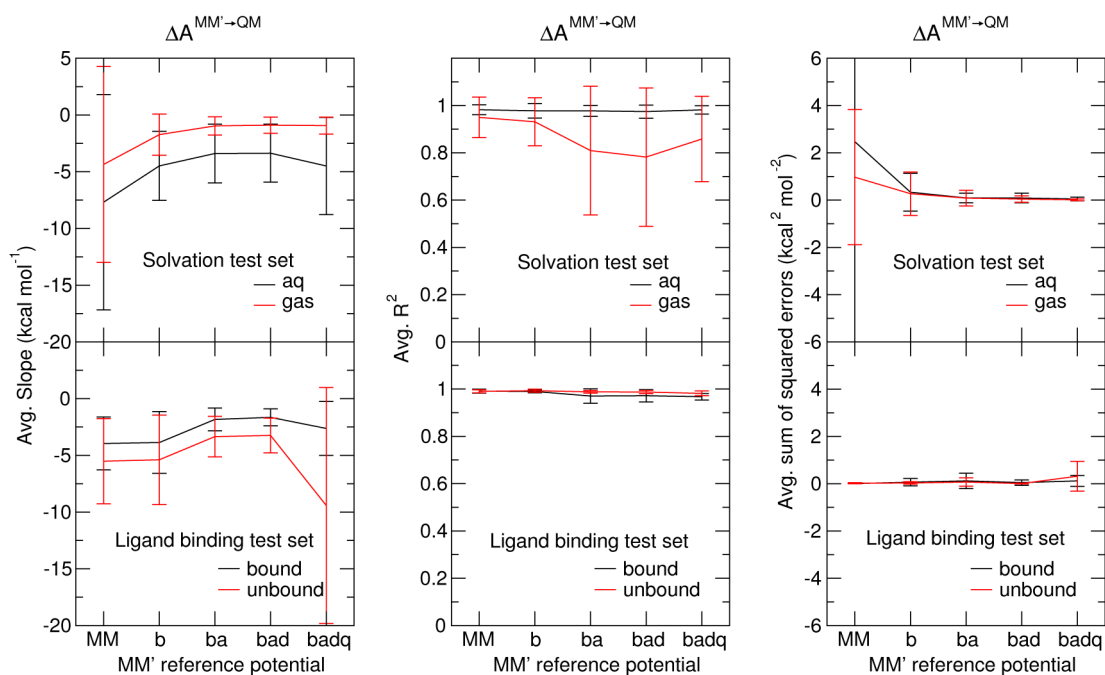 ΔA^MM'→QM
ΔA^MM'→QM
ΔA^MM'→QM
Avg. Slope (kcal mol⁻¹)
5
0
-5
-10
-15
-20
Solvation test set
aq
gas
0
-5
-10
-15
-20
Ligand binding test set
bound
unbound
MM b ba bad badq
MM' reference potential
Avg. R²
1
0.8
0.6
0.4
0.2
0
Solvation test set
aq
gas
1
0.8
0.6
0.4
0.2
0
Ligand binding test set
bound
unbound
MM b ba bad badq
MM' reference potential
Avg. sum of squared errors (kcal² mol⁻²)
6
4
2
0
-2
-4
-6
Solvation test set
aq
gas
4
2
0
-2
-4
-6
Ligand binding test set
bound
unbound
MM b ba bad badq
MM' reference potential